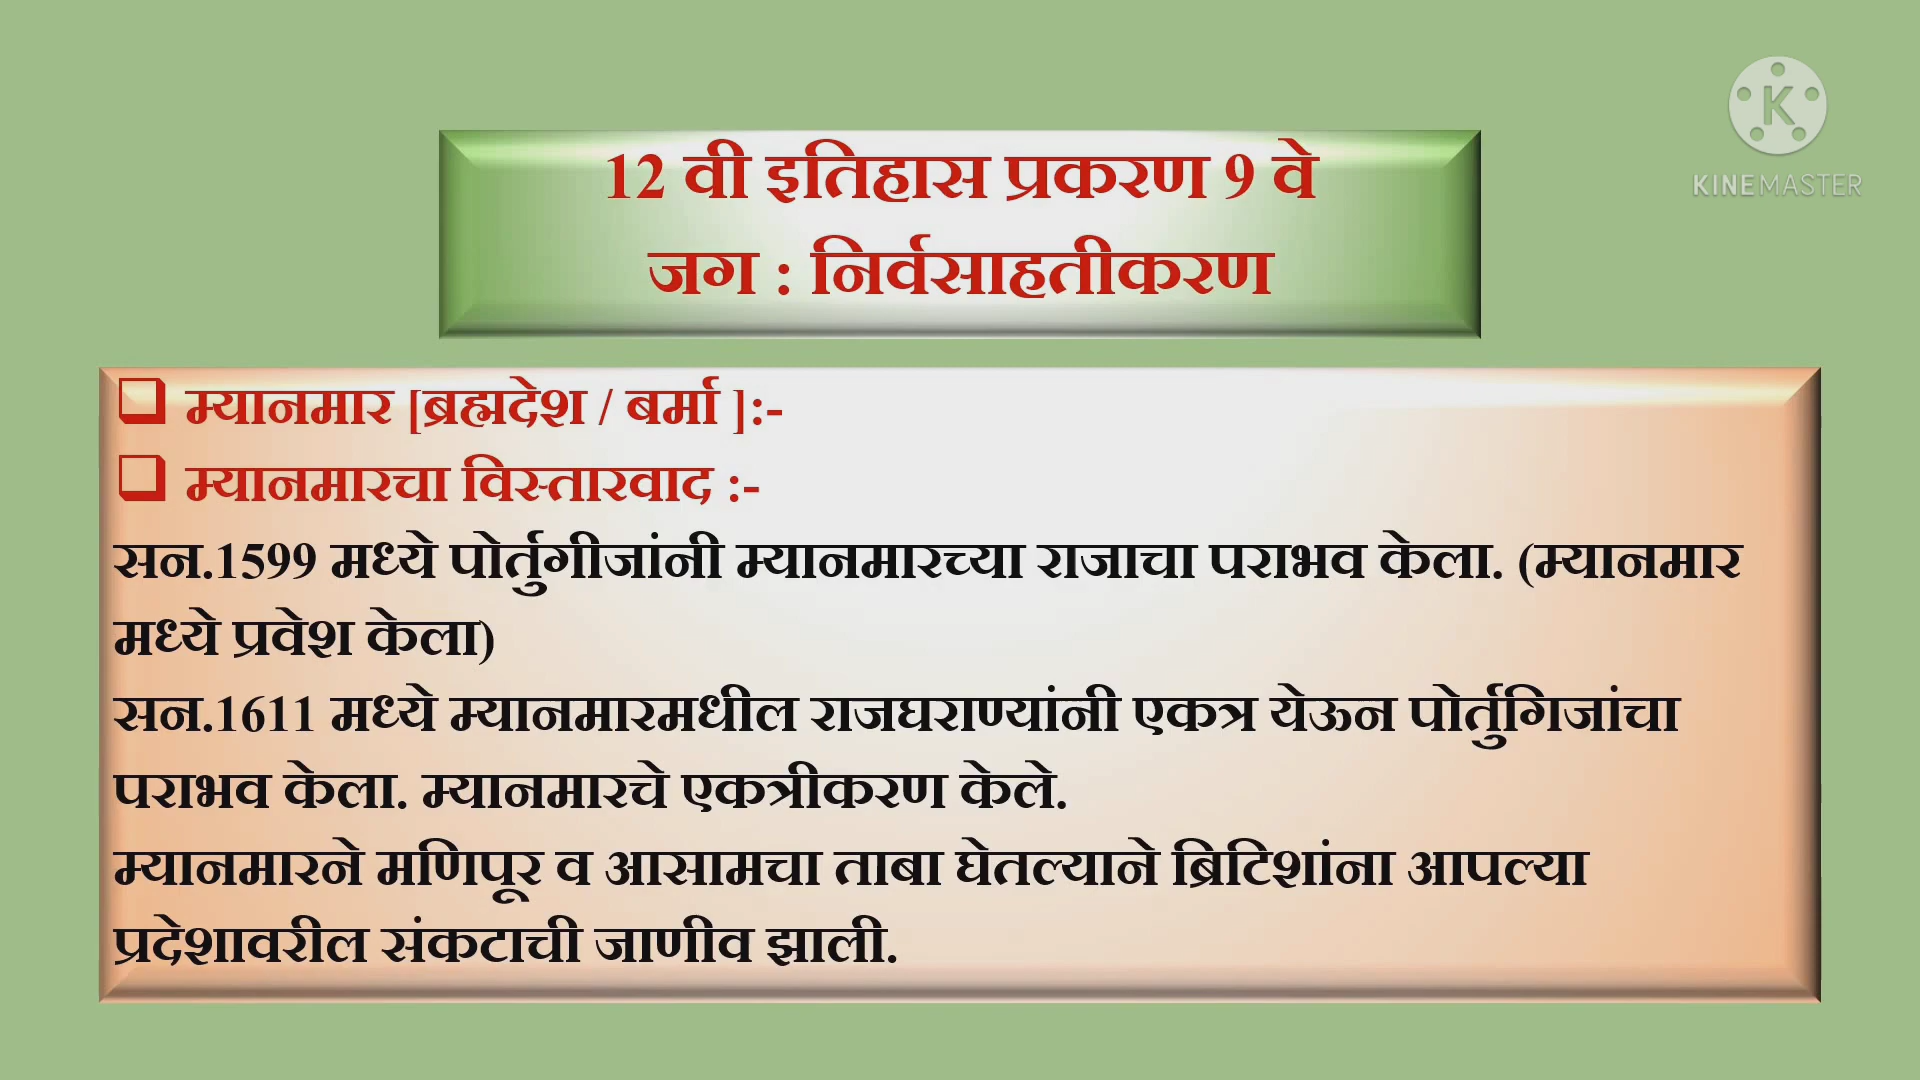 12 वी इतिहास प्रकरण 9 वे
जग : निर्वसाहतीकरण
K
KINEMASTER
म्यानमार [ब्रह्मदेश / बर्मा ]:-
म्यानमारचा विस्तारवाद :-
सन.1599 मध्ये पोर्तुगीजांनी म्यानमारच्या राजाचा पराभव केला. (म्यानमार
मध्ये प्रवेश केला)
सन.1611 मध्ये म्यानमारमधील राजघराण्यांनी एकत्र येऊन पोर्तुगिजांचा
पराभव केला. म्यानमारचे एकत्रीकरण केले.
म्यानमारने मणिपूर व आसामचा ताबा घेतल्याने ब्रिटिशांना आपल्या
प्रदेशावरील संकटाची जाणीव झाली.